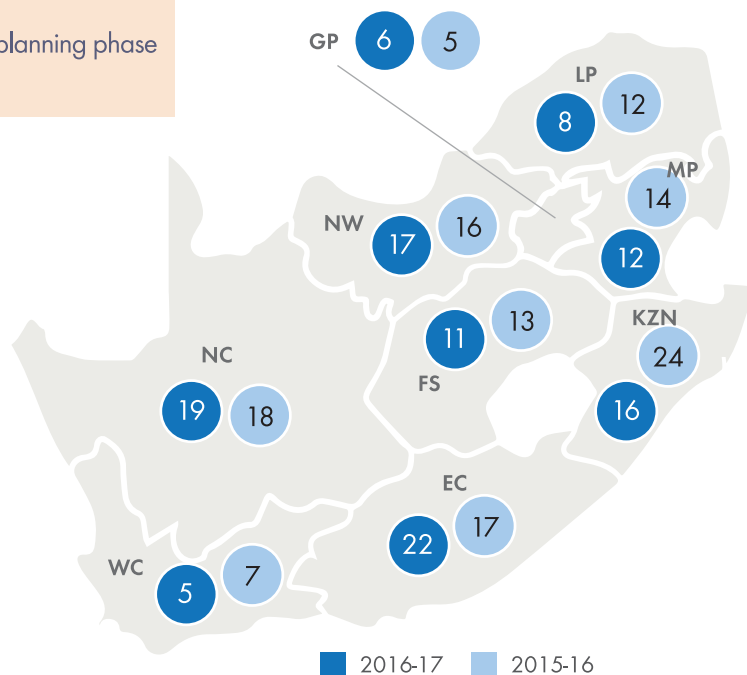 planning phase
GP 6 5
LP
8 12
MP
14
12
NW
17 16
KZN
24
16
FS
11 13
NC
19 18
EC
22 17
WC
5 7
2016-17 2015-16